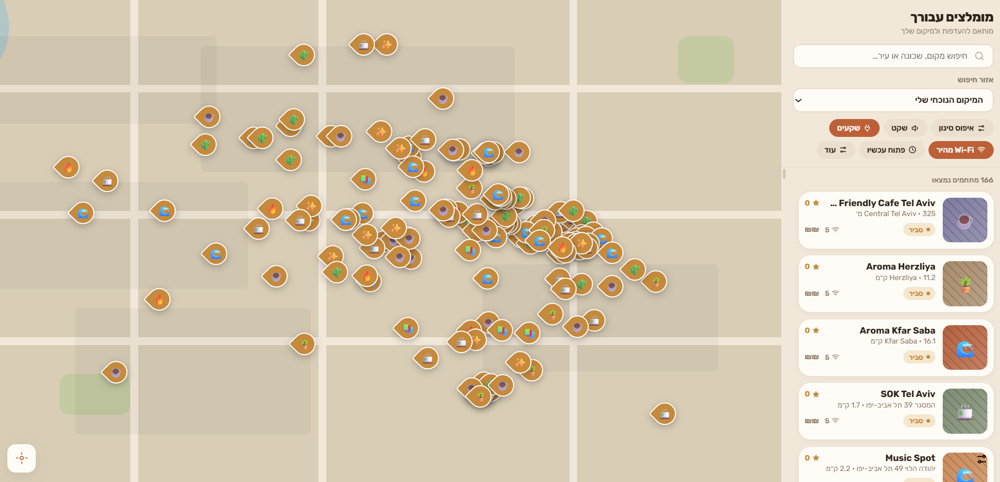 מומלצים עבורך
מותאם להעדפות ולמיקום שלך
חיפוש מקום, שכונה או עיר...
אזור חיפוש
המיקום הנוכחי שלי
איפוס סינון
שקט
שקעים
Wi-Fi מהיר
פתוח עכשיו
עוד
166 מתחמים נמצאו
Friendly Cafe Tel Aviv ...
0
Central Tel Aviv • 325 מ׳
סביר
5
₪₪
Aroma Herzliya
0
Herzliya • 11.2 ק״מ
סביר
5
₪₪
Aroma Kfar Saba
0
Kfar Saba • 16.1 ק״מ
סביר
5
₪₪
SOK Tel Aviv
המסגר 39 תל אביב-יפו • 1.7 ק״מ
0
סביר
5
₪₪
Music Spot
0
יהודה הלוי 49 תל אביב-יפו • 2.2 ק״מ